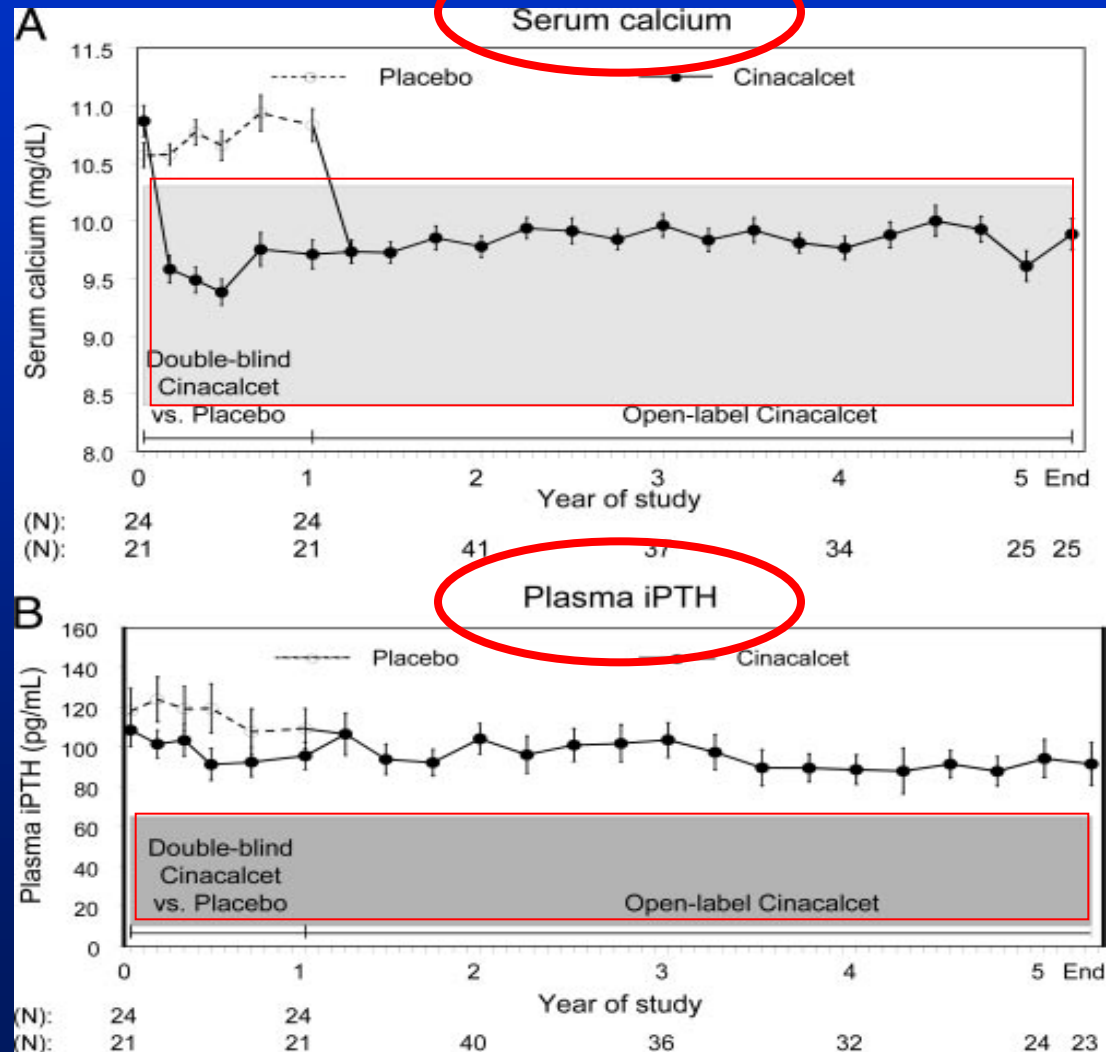 A
Serum calcium
Placebo Cinacalcet
Serum calcium (mg/dL)
11.5
11.0
10.5
10.0
9.5
9.0
8.5
8.0
Double-blind
Cinacalcet
vs. Placebo
Open-label Cinacalcet
0 1 2 3 4 5 End
Year of study
(N): 24 24
(N): 21 21 41 37 34 25 25
B
Plasma iPTH
Placebo Cinacalcet
Plasma iPTH (pg/mL)
160
140
120
100
80
60
40
20
0
Double-blind
Cinacalcet
vs. Placebo
Open-label Cinacalcet
0 1 2 3 4 5 End
Year of study
(N): 24 24
(N): 21 21 40 36 32 24 23